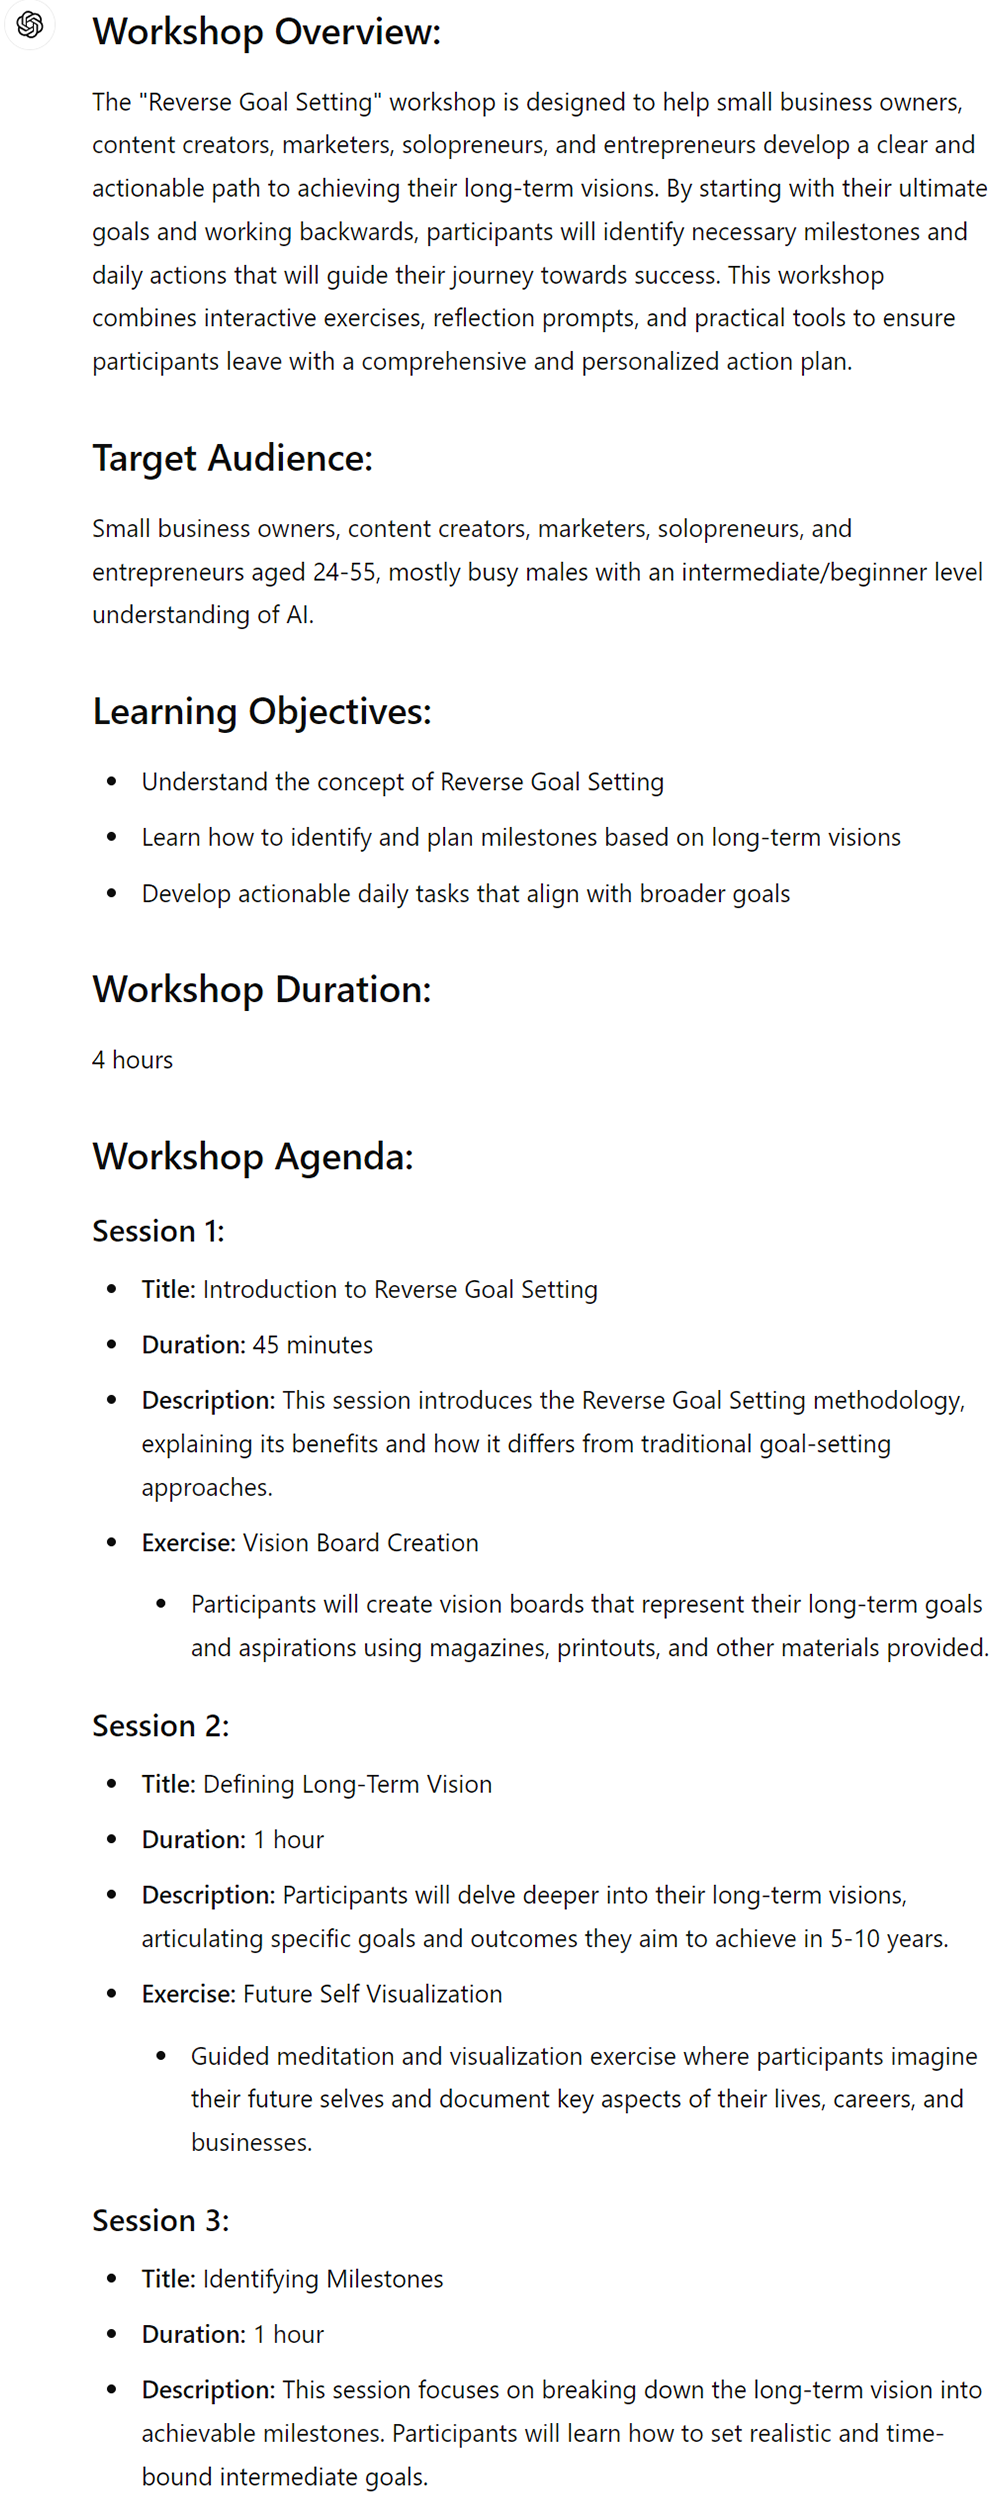 Workshop Overview:
The "Reverse Goal Setting" workshop is designed to help small business owners,
content creators, marketers, solopreneurs, and entrepreneurs develop a clear and
actionable path to achieving their long-term visions. By starting with their ultimate
goals and working backwards, participants will identify necessary milestones and
daily actions that will guide their journey towards success. This workshop
combines interactive exercises, reflection prompts, and practical tools to ensure
participants leave with a comprehensive and personalized action plan.
Target Audience:
Small business owners, content creators, marketers, solopreneurs, and
entrepreneurs aged 24-55, mostly busy males with an intermediate/beginner level
understanding of AI.
Learning Objectives:
• Understand the concept of Reverse Goal Setting
• Learn how to identify and plan milestones based on long-term visions
• Develop actionable daily tasks that align with broader goals
Workshop Duration:
4 hours
Workshop Agenda:
Session 1:
• Title: Introduction to Reverse Goal Setting
• Duration: 45 minutes
• Description: This session introduces the Reverse Goal Setting methodology,
explaining its benefits and how it differs from traditional goal-setting
approaches.
• Exercise: Vision Board Creation
• Participants will create vision boards that represent their long-term goals
and aspirations using magazines, printouts, and other materials provided.
Session 2:
• Title: Defining Long-Term Vision
• Duration: 1 hour
• Description: Participants will delve deeper into their long-term visions,
articulating specific goals and outcomes they aim to achieve in 5-10 years.
• Exercise: Future Self Visualization
• Guided meditation and visualization exercise where participants imagine
their future selves and document key aspects of their lives, careers, and
businesses.
Session 3:
• Title: Identifying Milestones
• Duration: 1 hour
• Description: This session focuses on breaking down the long-term vision into
achievable milestones. Participants will learn how to set realistic and time-
bound intermediate goals.